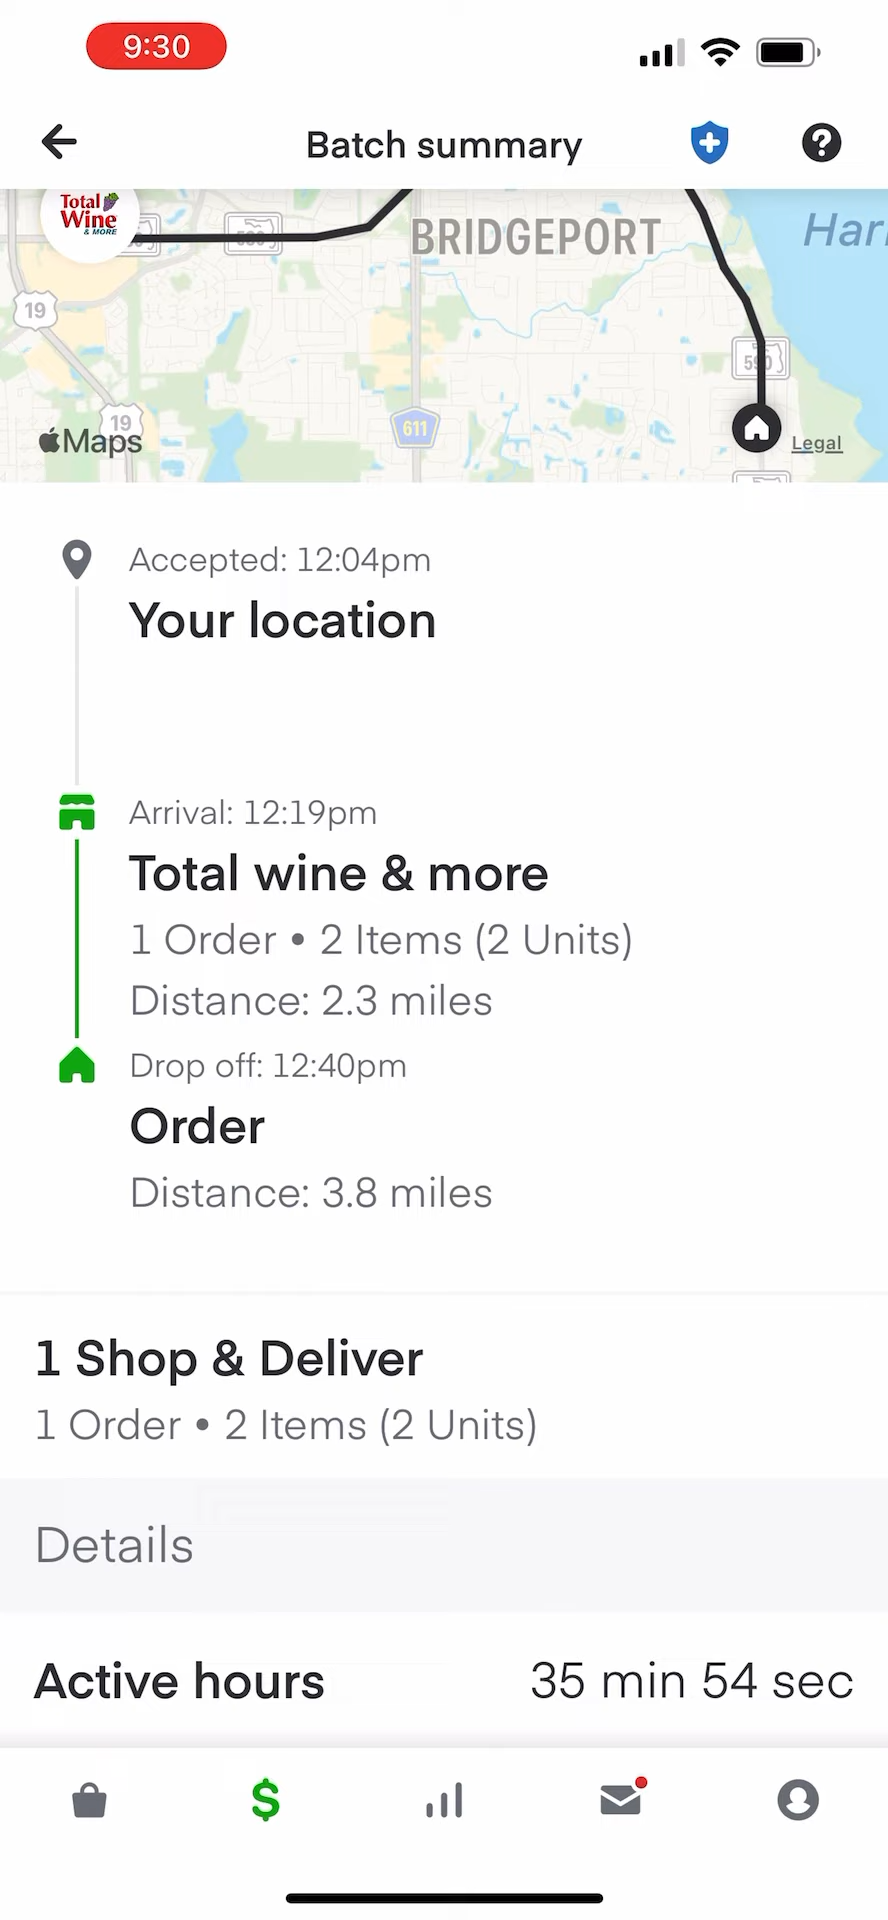 9:30
Batch summary
Total
Wine
& MORE
BRIDGEPORT
Har
19
590
19
611
Maps
Legal
Accepted: 12:04pm
Your location
Arrival: 12:19pm
Total wine & more
1 Order • 2 Items (2 Units)
Distance: 2.3 miles
Drop off: 12:40pm
Order
Distance: 3.8 miles
1 Shop & Deliver
1 Order • 2 Items (2 Units)
Details
Active hours 35 min 54 sec